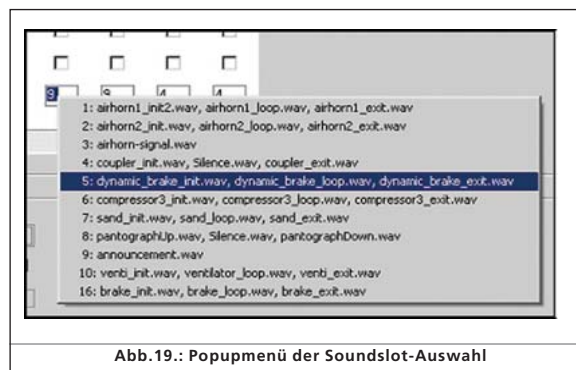 9 9 4 4
1: airhorn1_init2.wav, airhorn1_loop.wav, airhorn1_exit.wav
2: airhorn2_init.wav, airhorn2_loop.wav, airhorn2_exit.wav
3: airhorn-signal.wav
4: coupler_init.wav, Silence.wav, coupler_exit.wav
5: dynamic_brake_init.wav, dynamic_brake_loop.wav, dynamic_brake_exit.wav
6: compressor3_init.wav, compressor3_loop.wav, compressor3_exit.wav
7: sand_init.wav, sand_loop.wav, sand_exit.wav
8: pantographUp.wav, Silence.wav, pantographDown.wav
9: announcement.wav
10: venti_init.wav, ventilator_loop.wav, venti_exit.wav
16: brake_init.wav, brake_loop.wav, brake_exit.wav
Abb.19.: Popupmenü der Soundslot-Auswahl